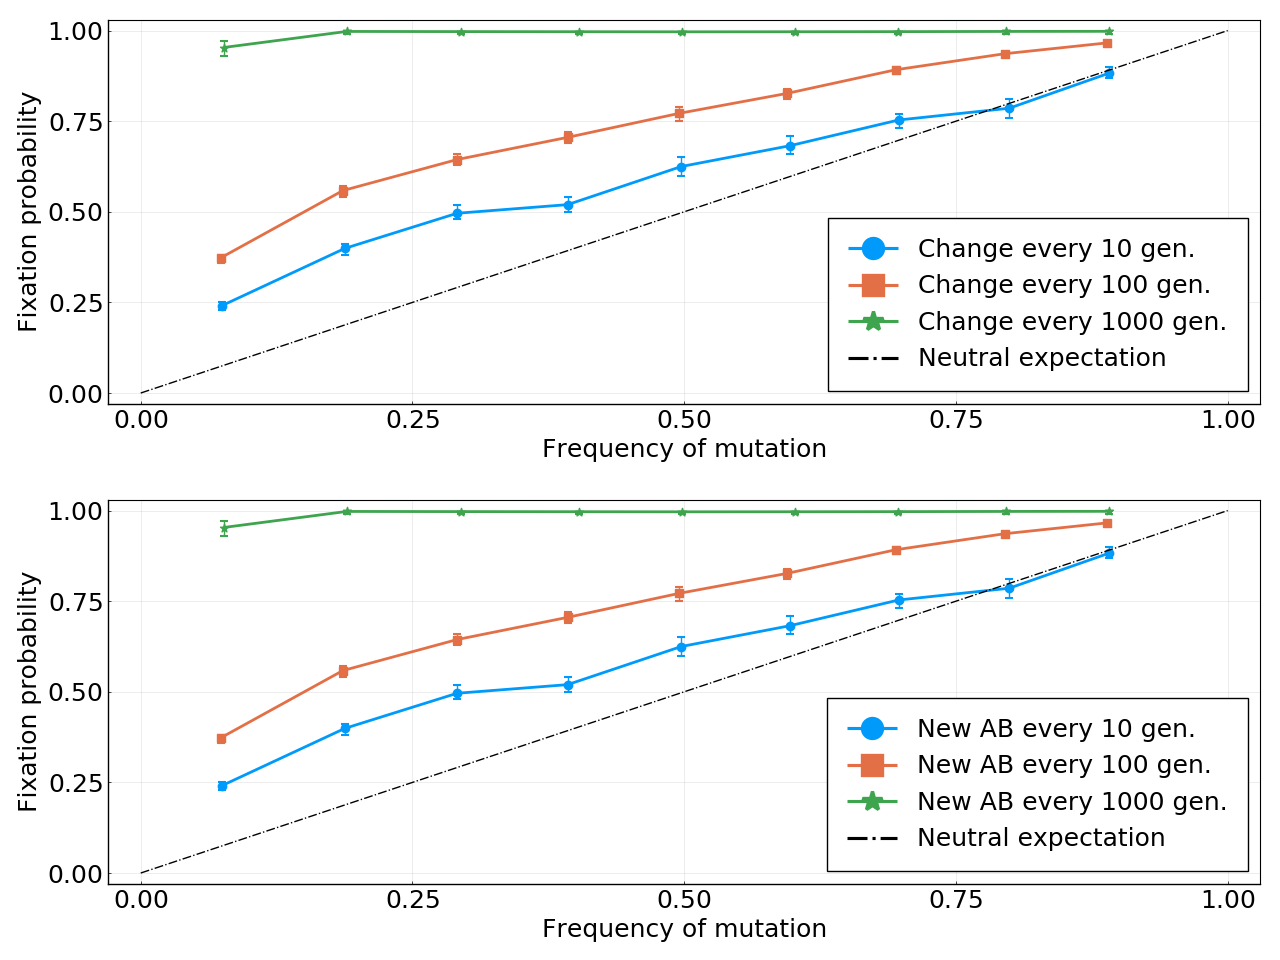 1.00
0.75
0.50
0.25
0.00
Fixation probability
Change every 10 gen.
Change every 100 gen.
Change every 1000 gen.
Neutral expectation
0.00 0.25 0.50 0.75 1.00
Frequency of mutation
1.00
0.75
0.50
0.25
0.00
Fixation probability
New AB every 10 gen.
New AB every 100 gen.
New AB every 1000 gen.
Neutral expectation
0.00 0.25 0.50 0.75 1.00
Frequency of mutation